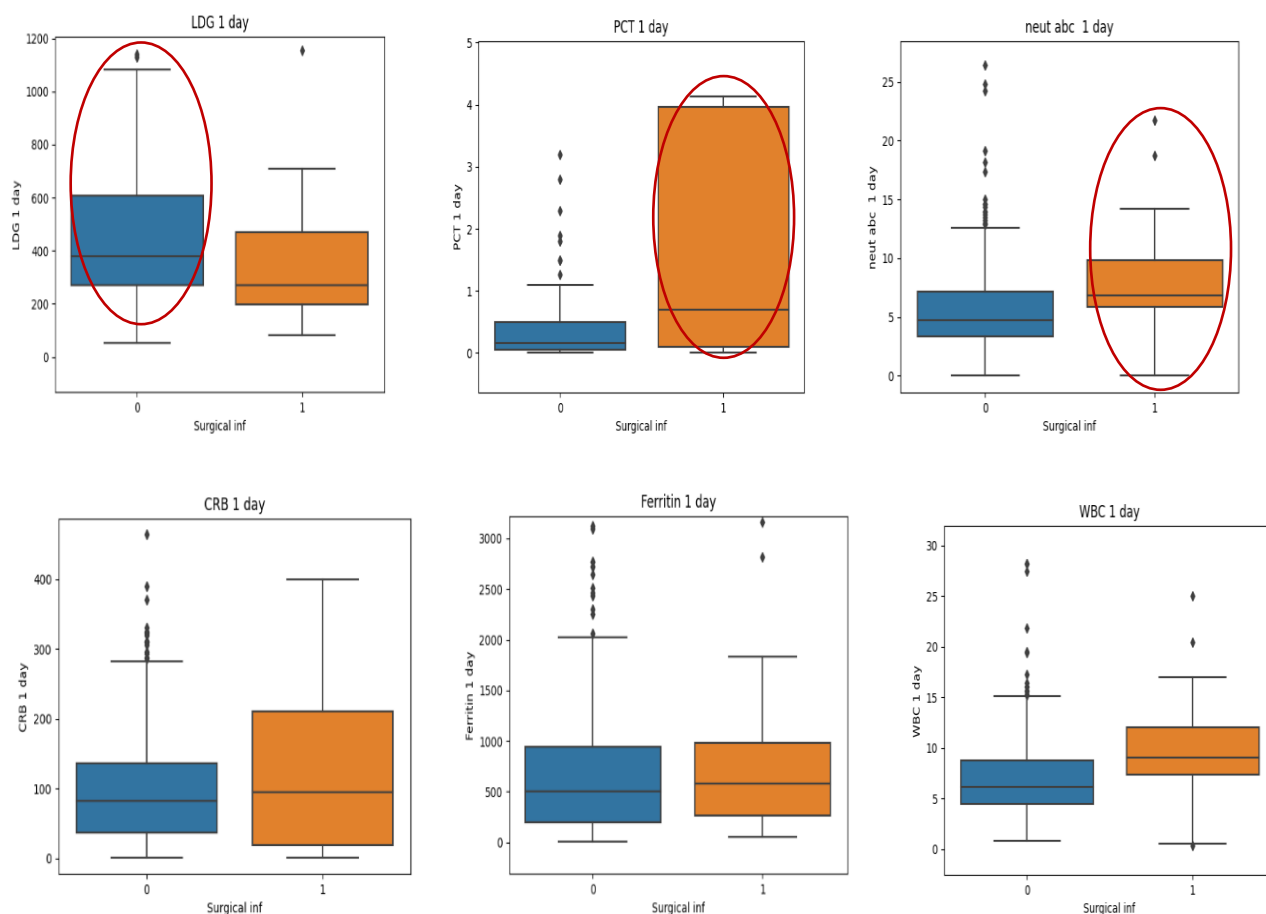 LDG 1 day
1200
1000
800
600
400
200
0
LDG 1 day
0 1
Surgical inf
PCT 1 day
5
4
3
2
1
0
PCT 1 day
0 1
Surgical inf
neut abc 1 day
25
20
15
10
5
0
neut abc 1 day
0 1
Surgical inf
CRB 1 day
400
300
200
100
0
CRB 1 day
0 1
Surgical inf
Ferritin 1 day
3000
2500
2000
1500
1000
500
0
Ferritin 1 day
0 1
Surgical inf
WBC 1 day
30
25
20
15
10
5
0
WBC 1 day
0 1
Surgical inf